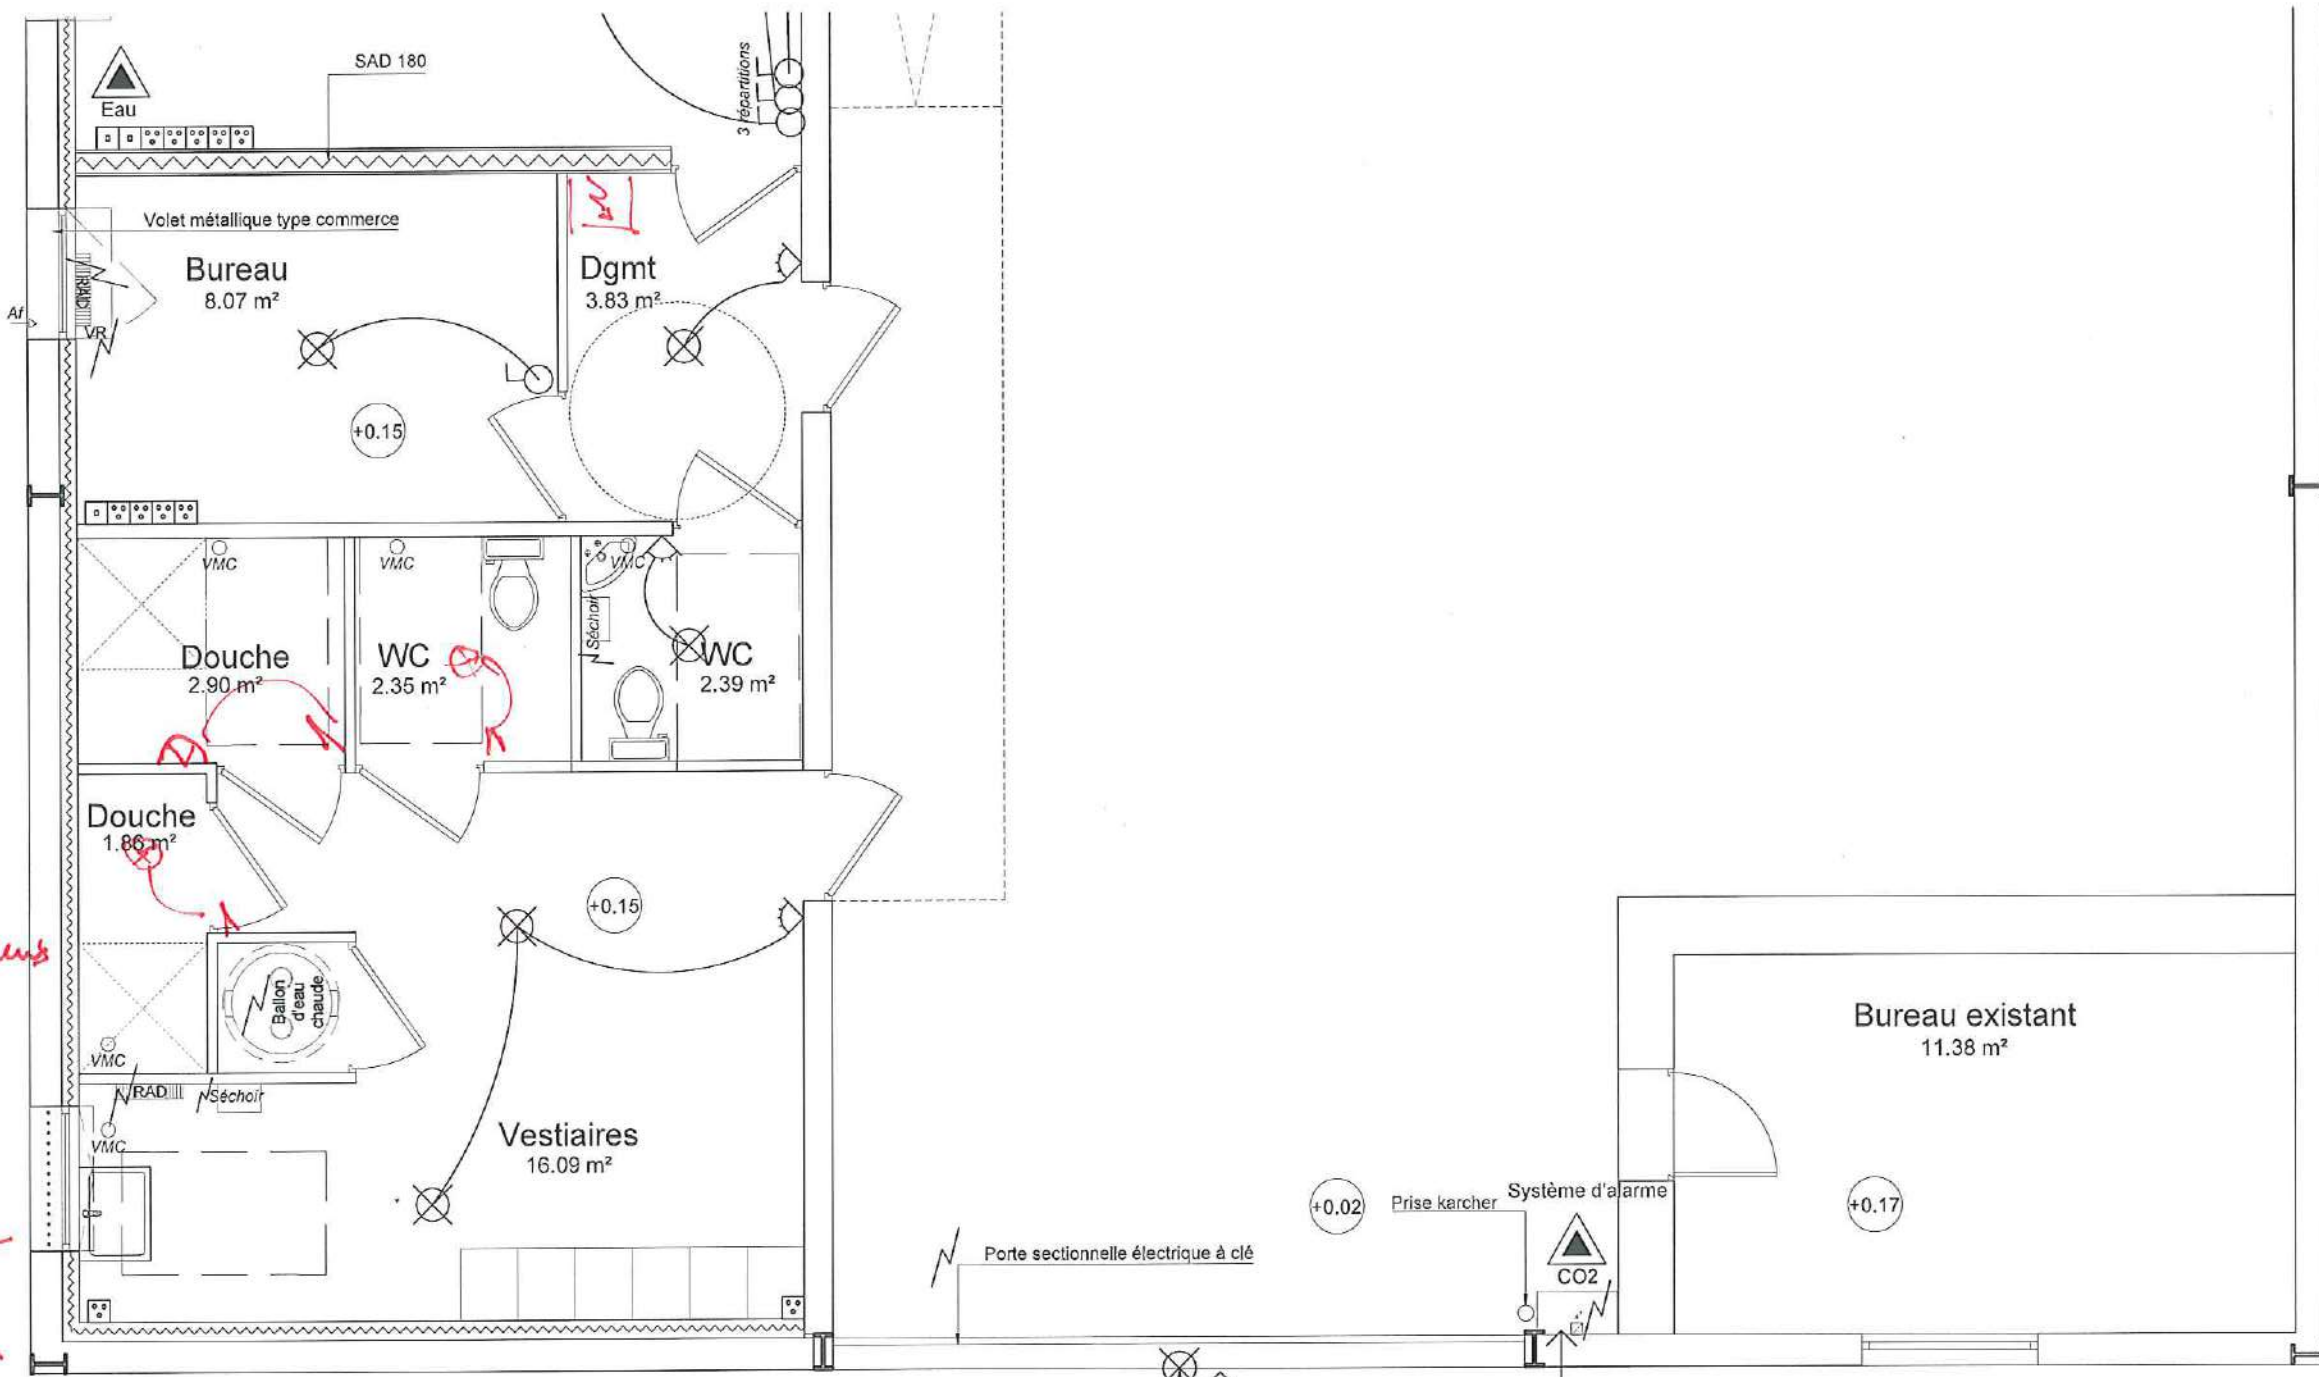 SAD 180
3 répartitions
Eau
Volet métallique type commerce
Bureau
8.07 m²
Dgmt
3.83 m²
RAD
Af
VR
+0.15
VMC
VMC
VMC
Séchoir
Douche
2.90 m²
WC
2.35 m²
WC
2.39 m²
Douche
1.86 m²
+0.15
Ballon
d'eau
chaude
Bureau existant
11.38 m²
VMC
RAD
Séchoir
VMC
Vestiaires
16.09 m²
+0.02
Prise karcher
Système d'alarme
+0.17
Porte sectionnelle électrique à clé
CO2